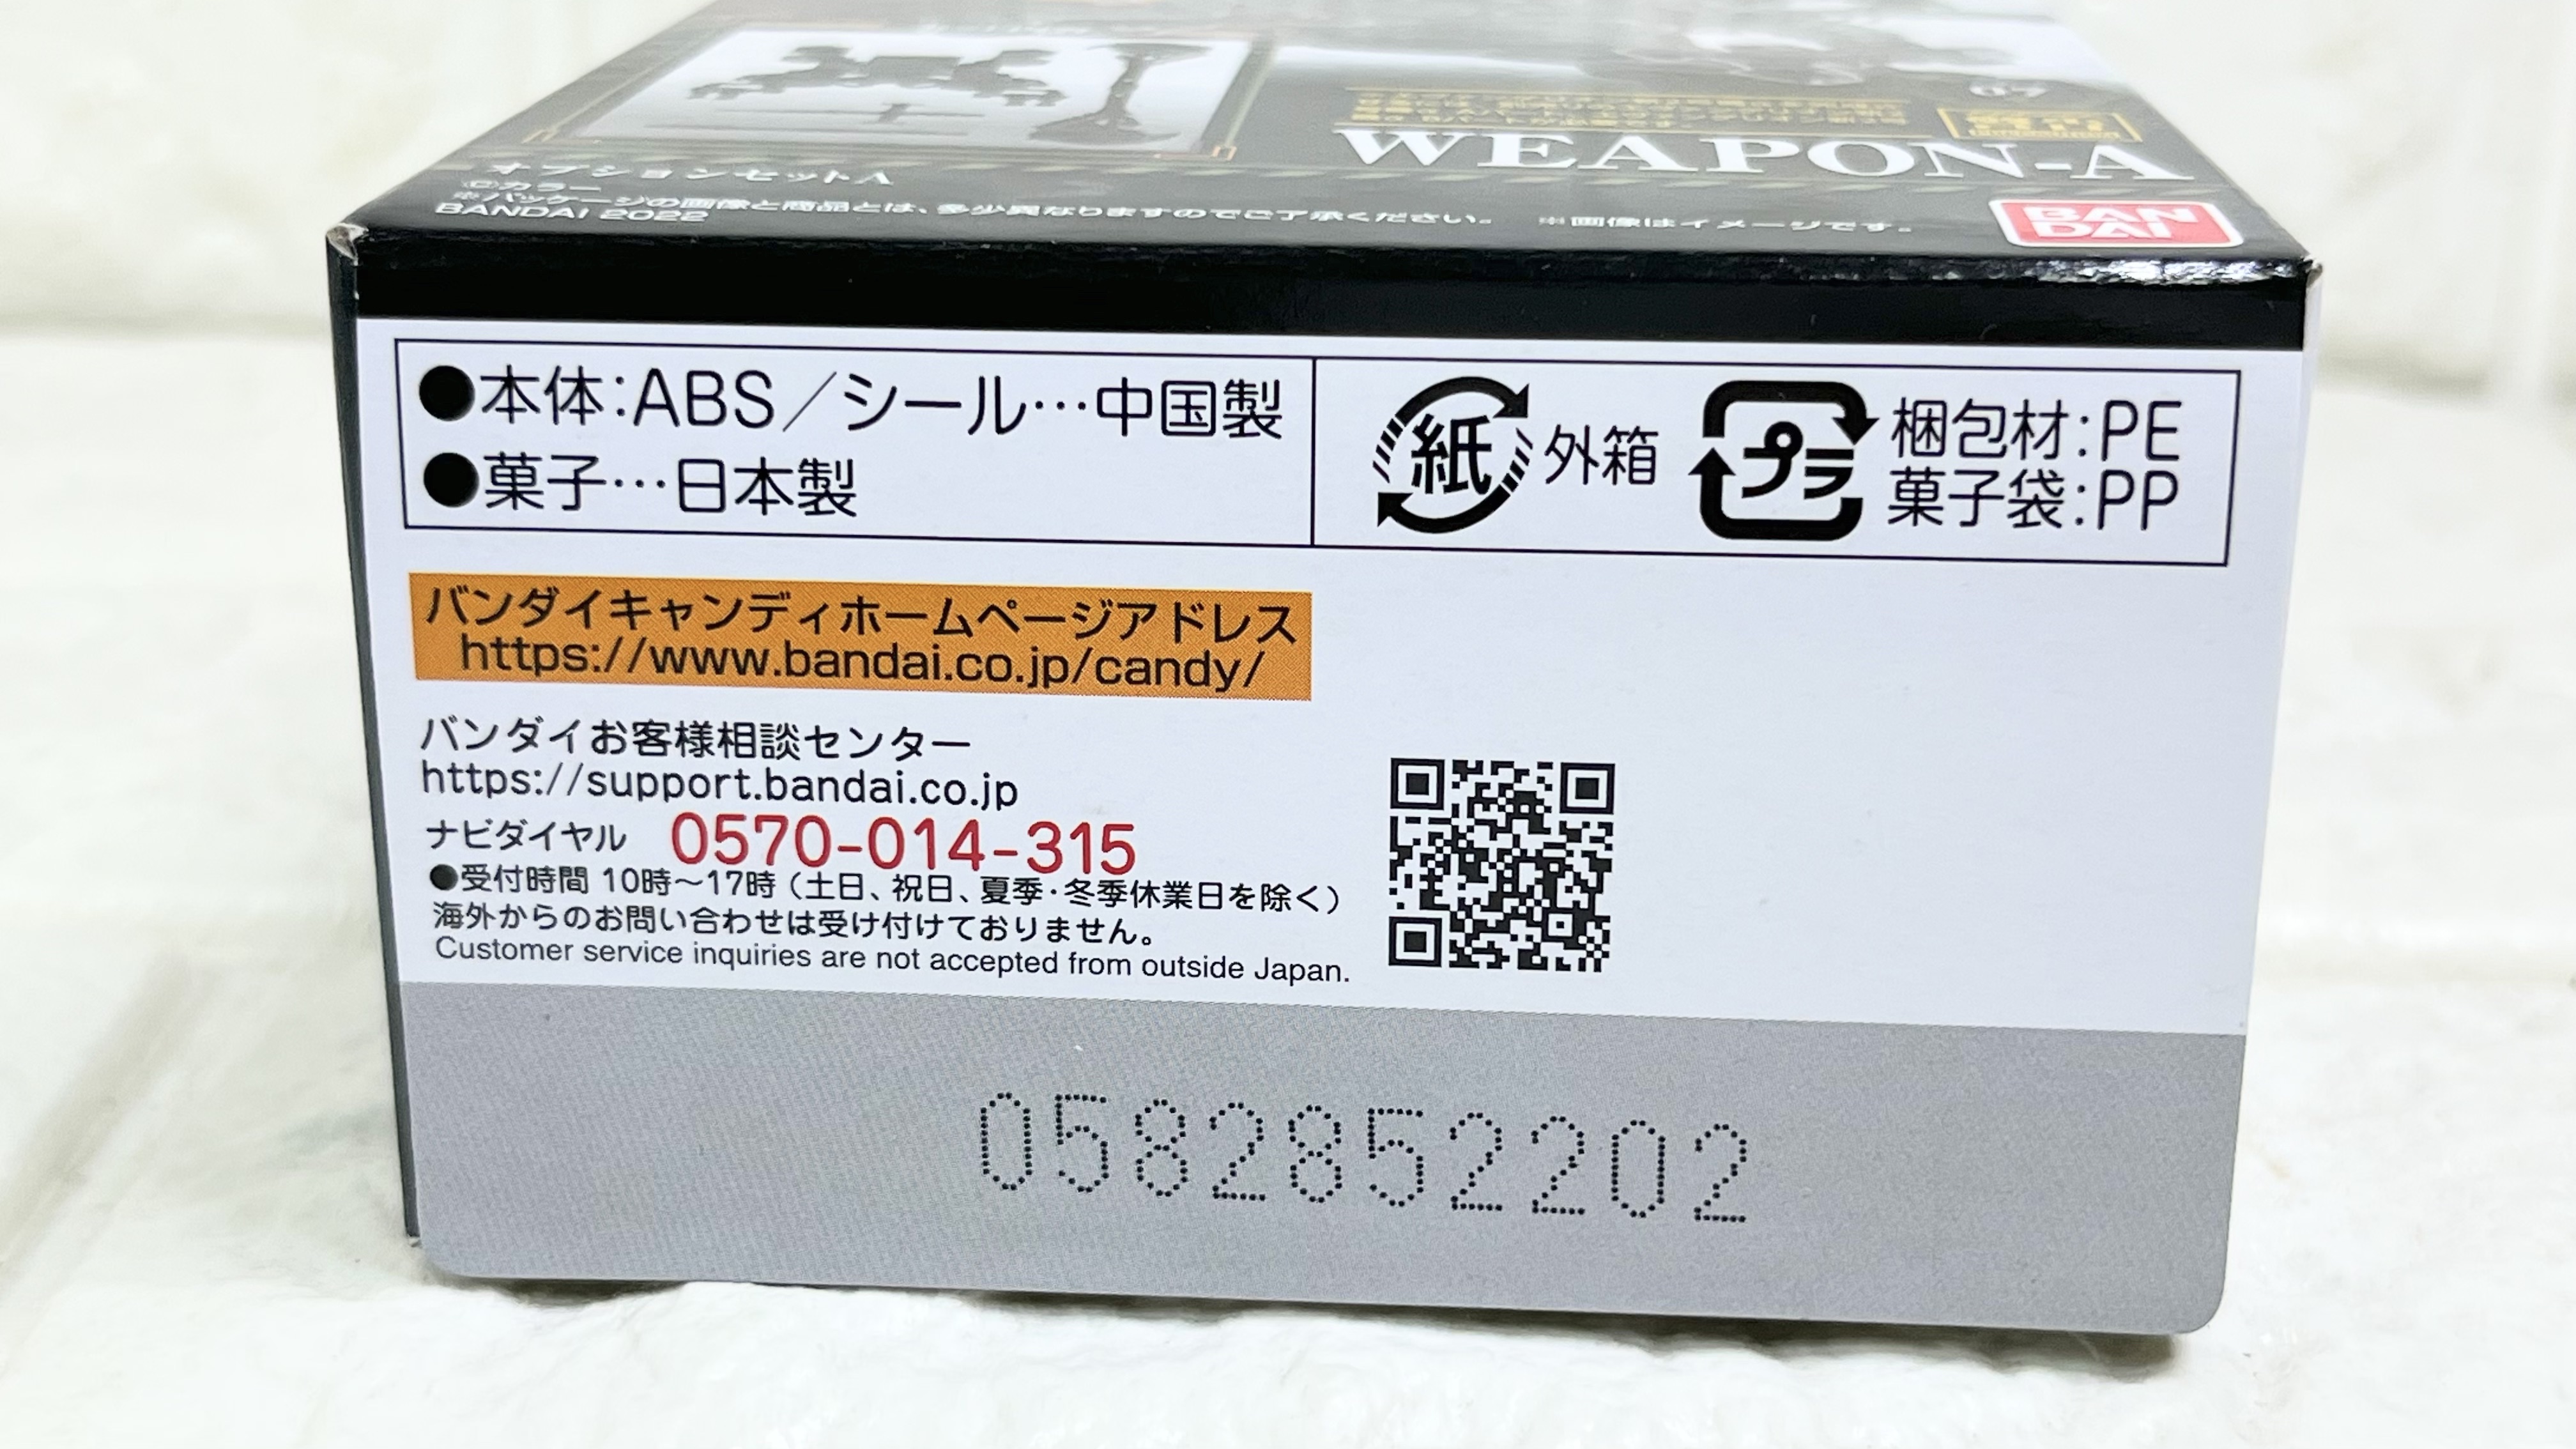 07
WEAPON-A
オプションセットA
※パッケージの画像と商品とは、多少異なりますのでご了承ください。 ※画像はイメージです。
BANDAI 2022
BAN
DAI
●本体:ABS／シール…中国製
●菓子…日本製
紙 外箱
プラ 梱包材:PE
菓子袋:PP
バンダイキャンディホームページアドレス
https://www.bandai.co.jp/candy/
バンダイお客様相談センター
https://support.bandai.co.jp
ナビダイヤル 0570-014-315
●受付時間 10時～17時（土日、祝日、夏季・冬季休業日を除く）
海外からのお問い合わせは受け付けておりません。
Customer service inquiries are not accepted from outside Japan.
0582852202